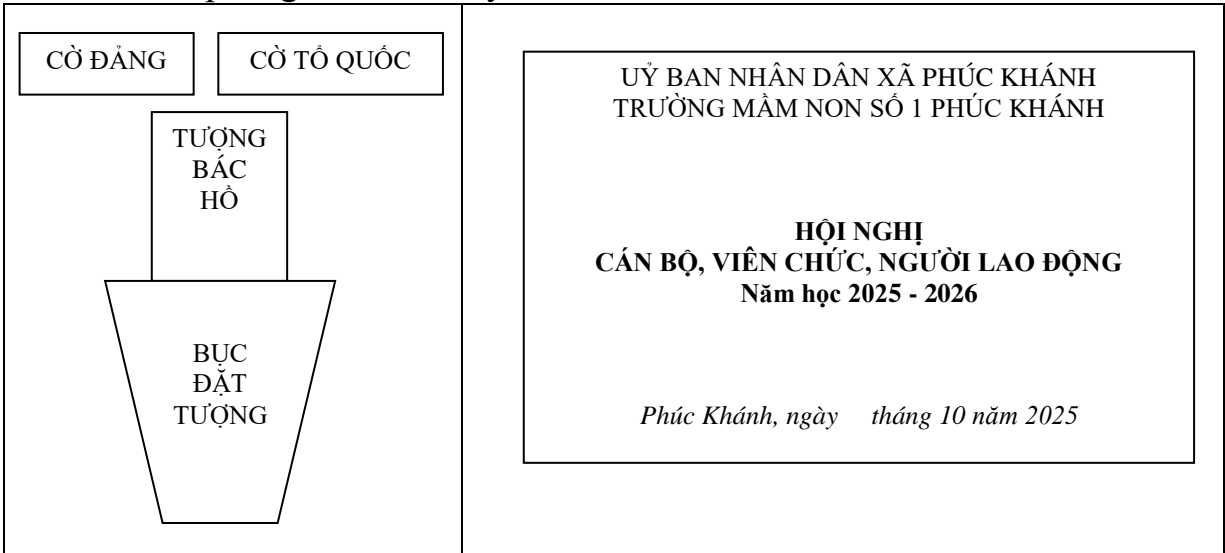 CỜ ĐẢNG
CỜ TỔ QUỐC
TƯỢNG
BÁC
HỒ
BỤC
ĐẶT
TƯỢNG
UỶ BAN NHÂN DÂN XÃ PHÚC KHÁNH
TRƯỜNG MẦM NON SỐ 1 PHÚC KHÁNH
HỘI NGHỊ
CÁN BỘ, VIÊN CHỨC, NGƯỜI LAO ĐỘNG
Năm học 2025 - 2026
Phúc Khánh, ngày tháng 10 năm 2025